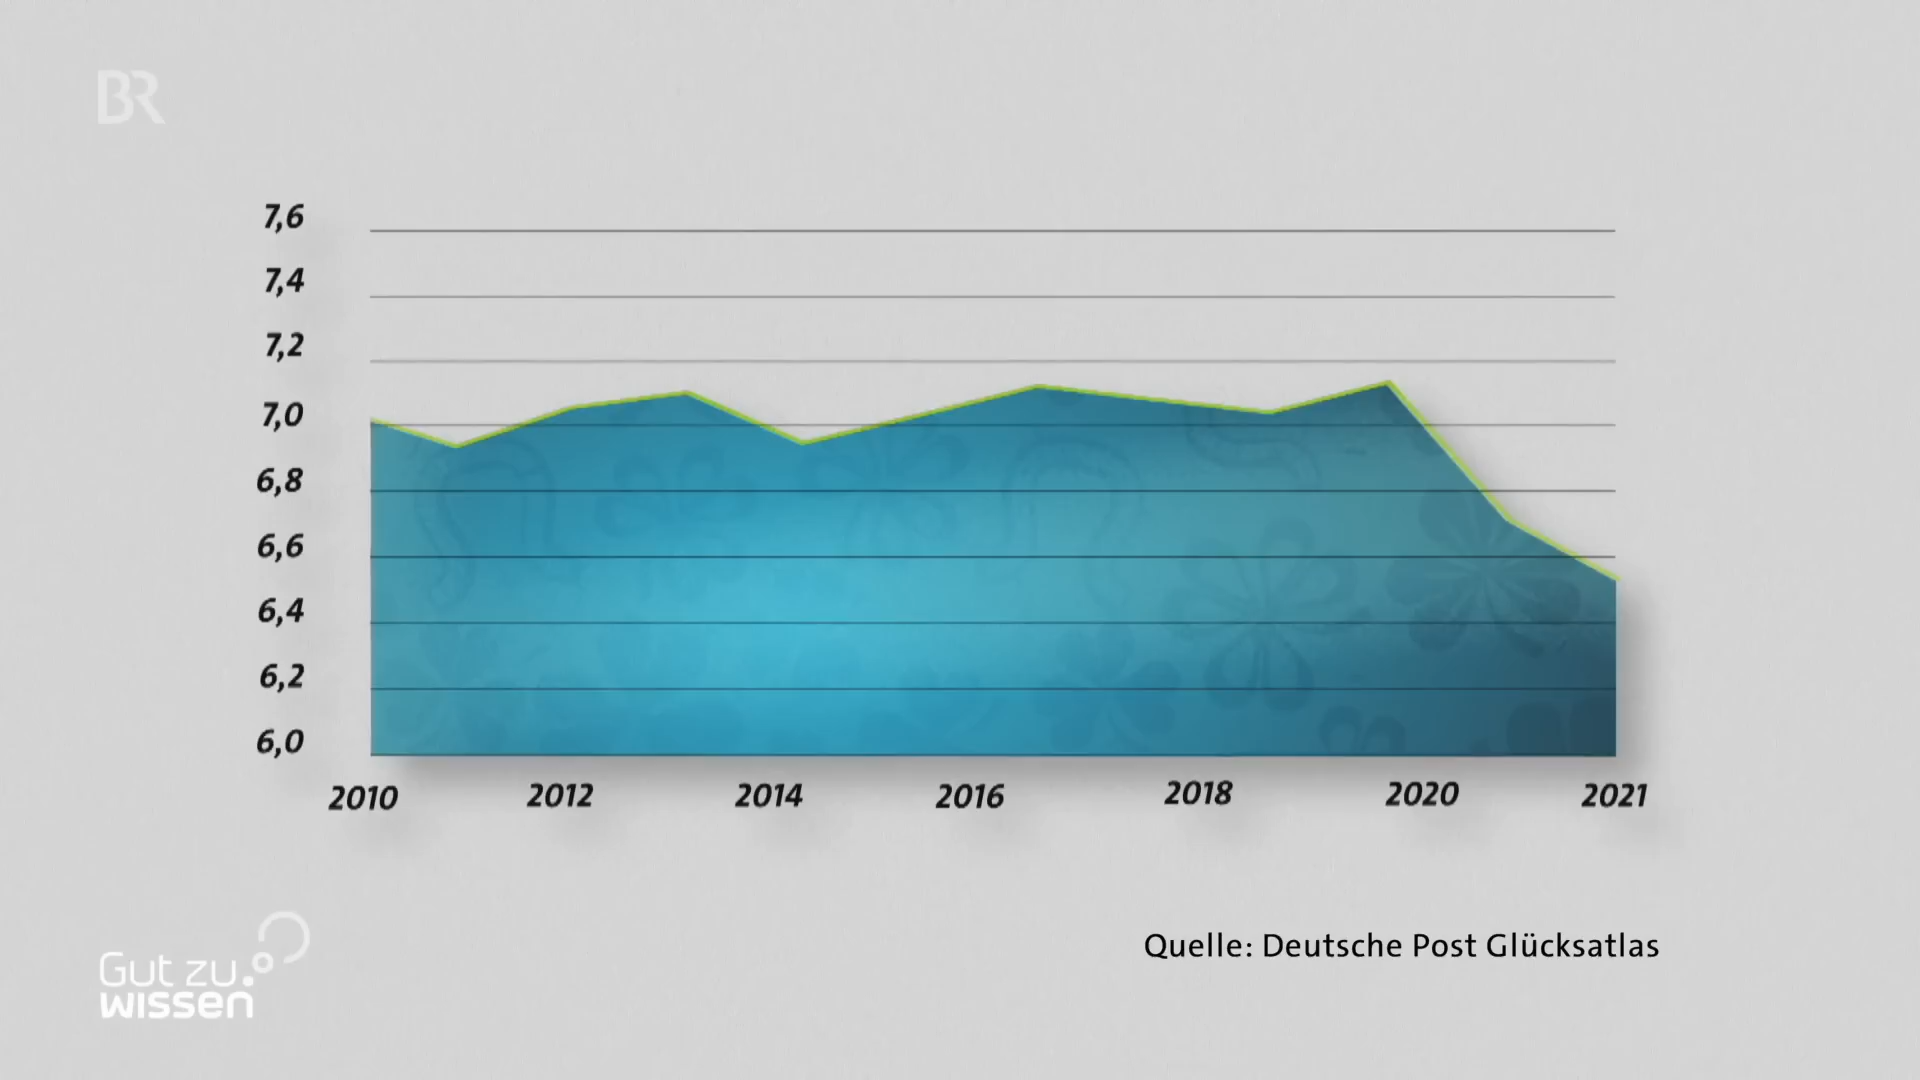 BR
7,6
7,4
7,2
7,0
6,8
6,6
6,4
6,2
6,0
2010 2012 2014 2016 2018 2020 2021
Quelle: Deutsche Post Glücksatlas
Gut zu
wissen